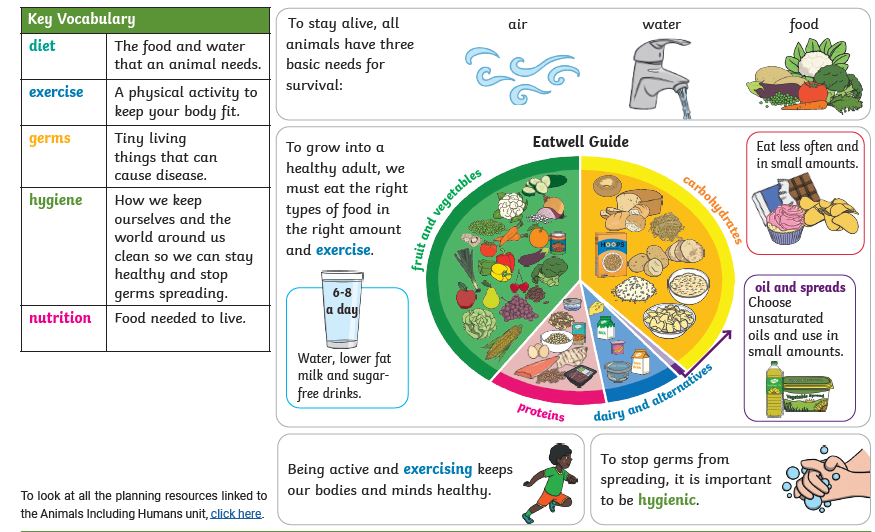 Key Vocabulary
diet
The food and water
that an animal needs.
exercise
A physical activity to
keep your body fit.
germs
Tiny living
things that can
cause disease.
hygiene
How we keep
ourselves and the
world around us
clean so we can stay
healthy and stop
germs spreading.
nutrition
Food needed to live.
To look at all the planning resources linked to
the Animals Including Humans unit, click here.
To stay alive, all
animals have three
basic needs for
survival:
air
water
food
To grow into a
healthy adult, we
must eat the right
types of food in
the right amount
and exercise.
6-8
a day
Water, lower fat
milk and sugar-
free drinks.
Eatwell Guide
fruit and vegetables
carbohydrates
proteins
dairy and alternatives
HOOPS
Eat less often and
in small amounts.
oil and spreads
Choose
unsaturated
oils and use in
small amounts.
Vegetable Spread
Being active and exercising keeps
our bodies and minds healthy.
To stop germs from
spreading, it is important
to be hygienic.